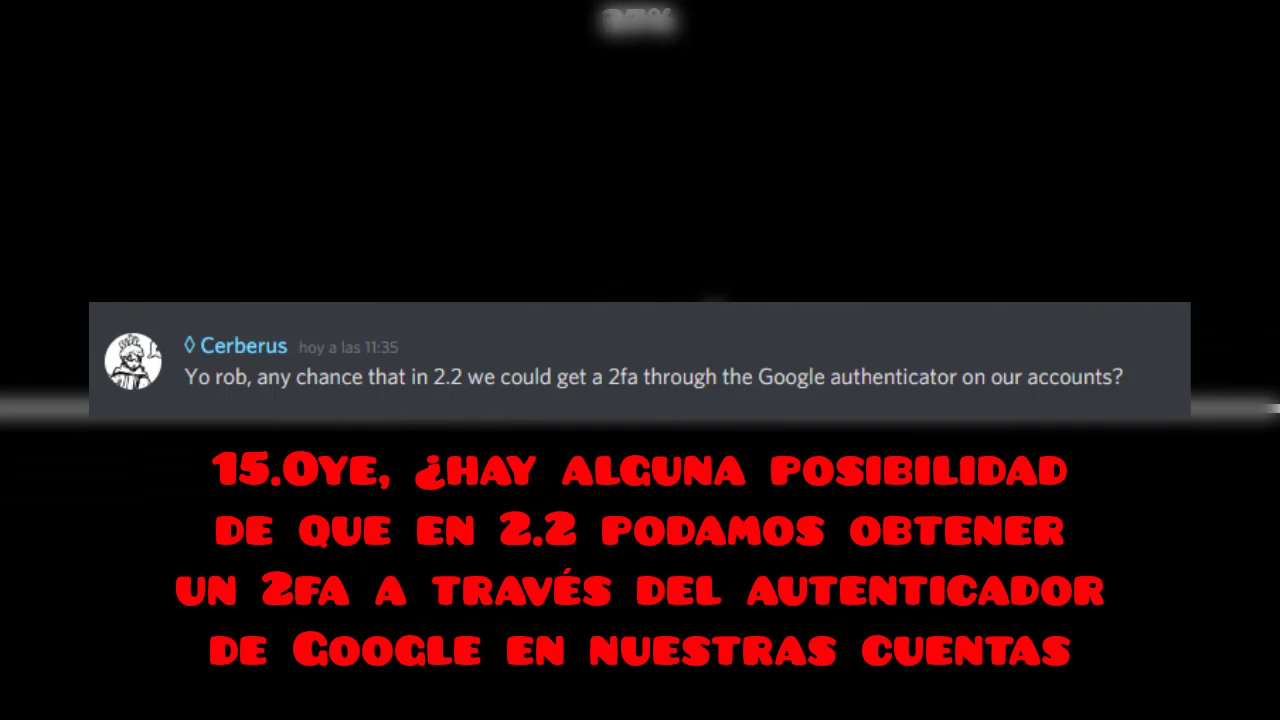 ◊ Cerberus hoy a las 11:35
Yo rob, any chance that in 2.2 we could get a 2fa through the Google authenticator on our accounts?
15.Oye, ¿hay alguna posibilidad
de que en 2.2 podamos obtener
un 2fa a través del autenticador
de Google en nuestras cuentas